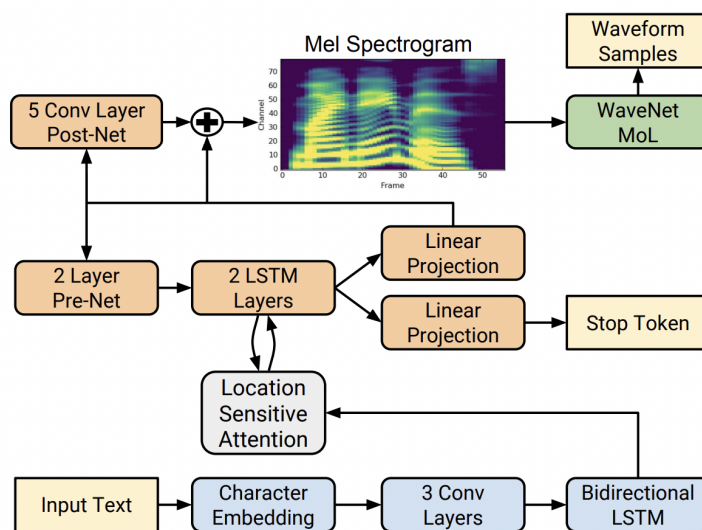 Waveform
Samples
Mel Spectrogram
5 Conv Layer
Post-Net
WaveNet
MoL
Channel
70
60
50
40
30
20
10
0
0 10 20 30 40 50
Frame
2 Layer
Pre-Net
2 LSTM
Layers
Linear
Projection
Linear
Projection
Stop Token
Location
Sensitive
Attention
Input Text
Character
Embedding
3 Conv
Layers
Bidirectional
LSTM